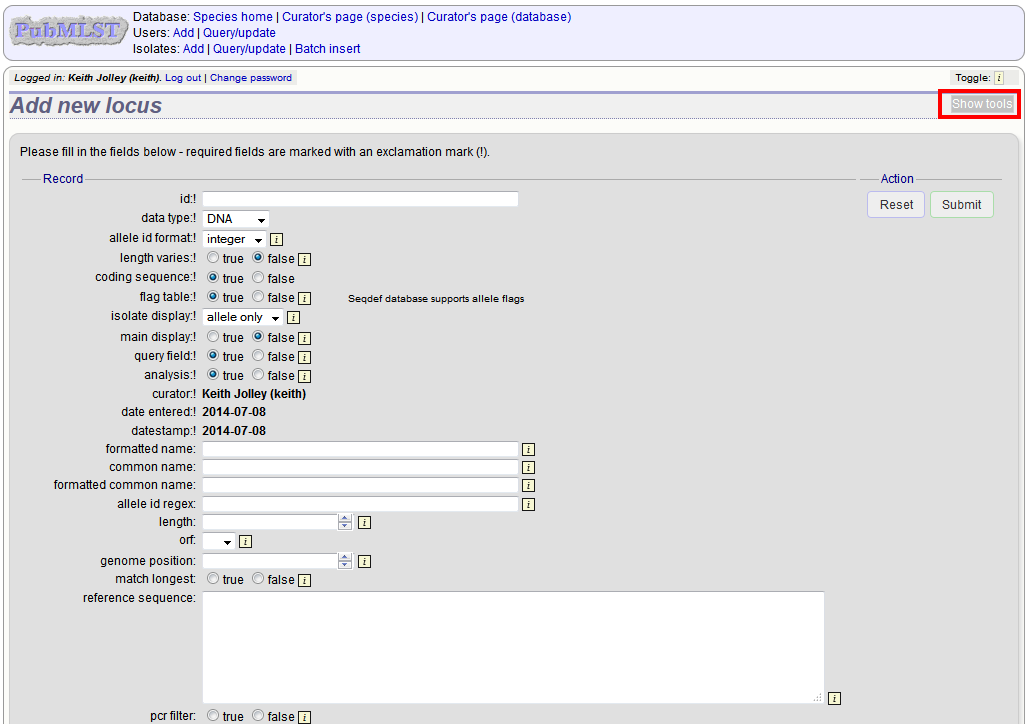 PubMLST
Database: Species home | Curator's page (species) | Curator's page (database)
Users: Add | Query/update
Isolates: Add | Query/update | Batch insert
Logged in: Keith Jolley (keith). Log out | Change password
Toggle: i
Add new locus
Show tools
Please fill in the fields below - required fields are marked with an exclamation mark (!).
Record
Action
id:!
Reset Submit
data type:! DNA
allele id format:! integer i
length varies:! true false i
coding sequence:! true false
flag table:! true false i Seqdef database supports allele flags
isolate display:! allele only i
main display:! true false i
query field:! true false i
analysis:! true false i
curator:! Keith Jolley (keith)
date entered:! 2014-07-08
datestamp:! 2014-07-08
formatted name: i
common name: i
formatted common name: i
allele id regex: i
length: i
orf: i
genome position: i
match longest: true false i
reference sequence: i
pcr filter: true false i